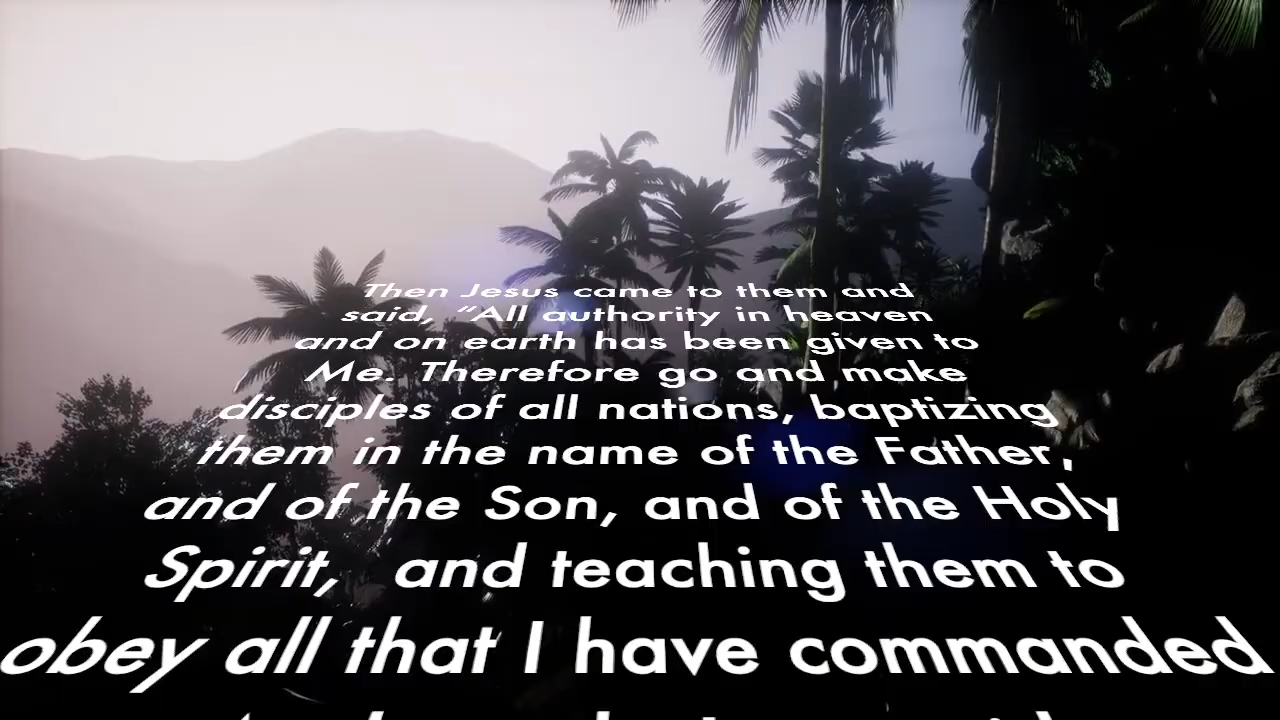 Then Jesus came to them and
said, “All authority in heaven
and on earth has been given to
Me. Therefore go and make
disciples of all nations, baptizing
them in the name of the Father,
and of the Son, and of the Holy
Spirit, and teaching them to
obey all that I have commanded